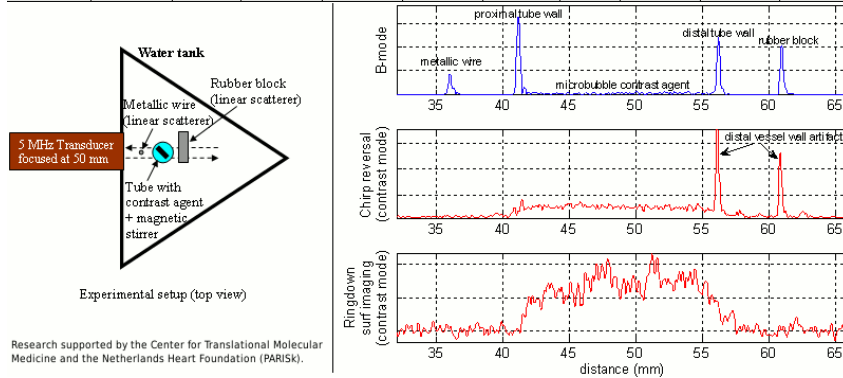 Water tank
Rubber block
(linear scatterer)
Metallic wire
(linear scatterer)
5 MHz Transducer
focused at 50 mm
Tube with
contrast agent
+ magnetic
stirrer
Experimental setup (top view)
Research supported by the Center for Translational Molecular
Medicine and the Netherlands Heart Foundation (PARISk).
B-mode
proximal tube wall
metallic wire
distal tube wall
rubber block
microbubble contrast agent
35 40 45 50 55 60 65
Chirp reversal
(contrast mode)
distal vessel wall artifact
35 40 45 50 55 60 65
Ringdown
surf imaging
(contrast mode)
35 40 45 50 55 60 65
distance (mm)